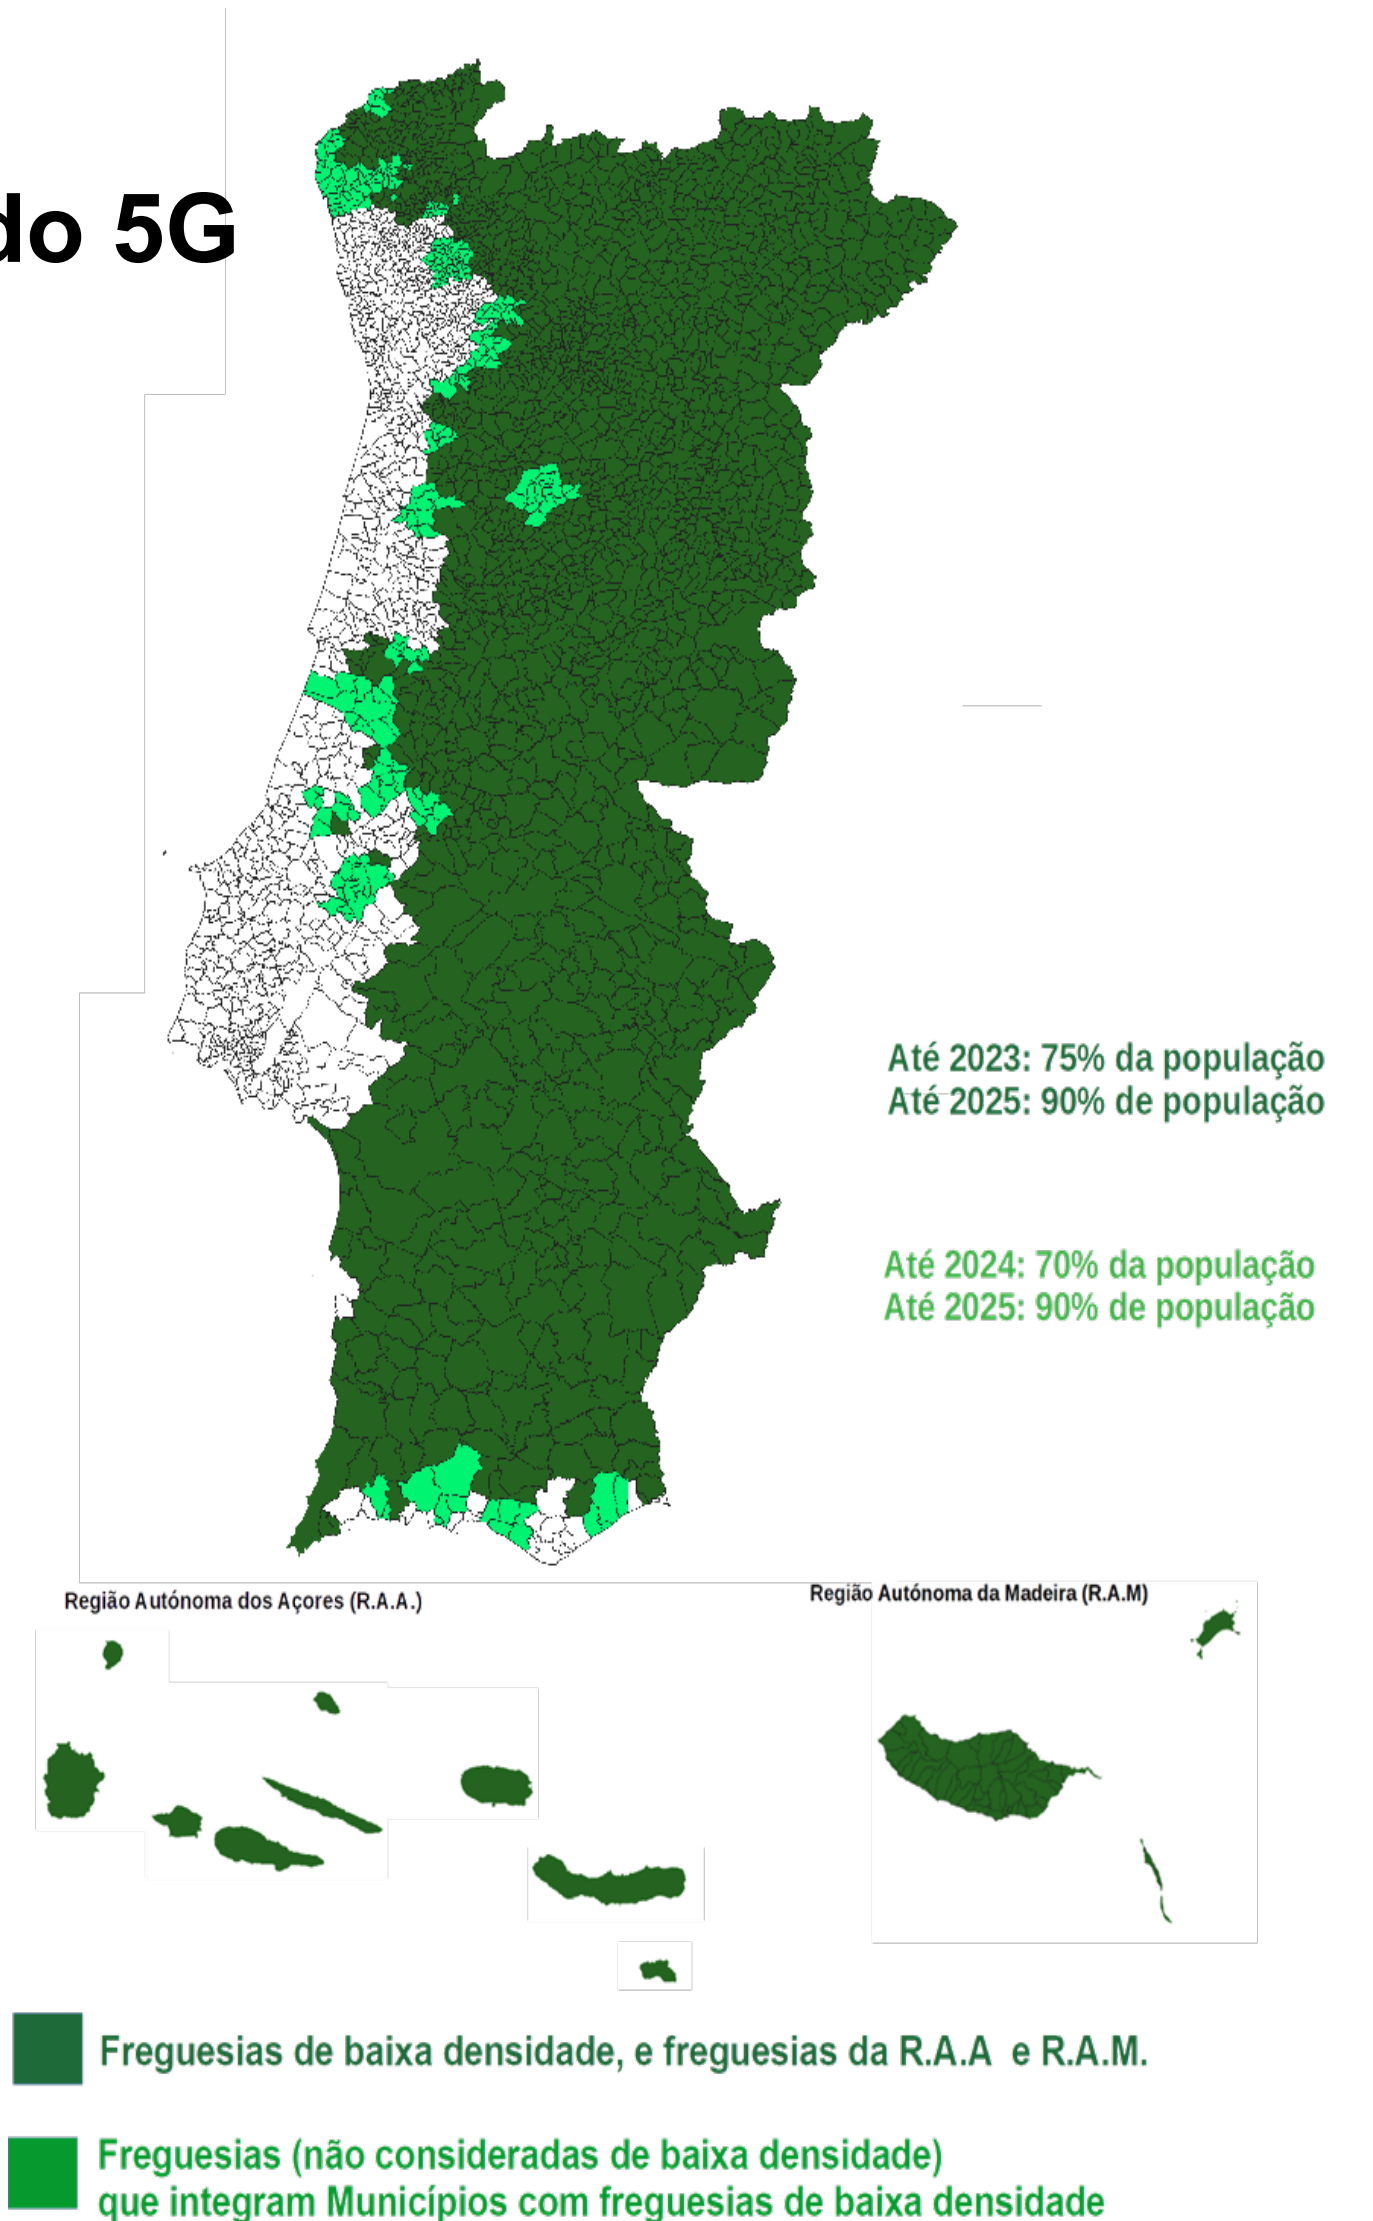 do 5G
Até 2023: 75% da população
Até 2025: 90% de população
Até 2024: 70% da população
Até 2025: 90% de população
Região Autónoma dos Açores (R.A.A.)
Região Autónoma da Madeira (R.A.M)
Freguesias de baixa densidade, e freguesias da R.A.A e R.A.M.
Freguesias (não consideradas de baixa densidade)
que integram Municípios com freguesias de baixa densidade